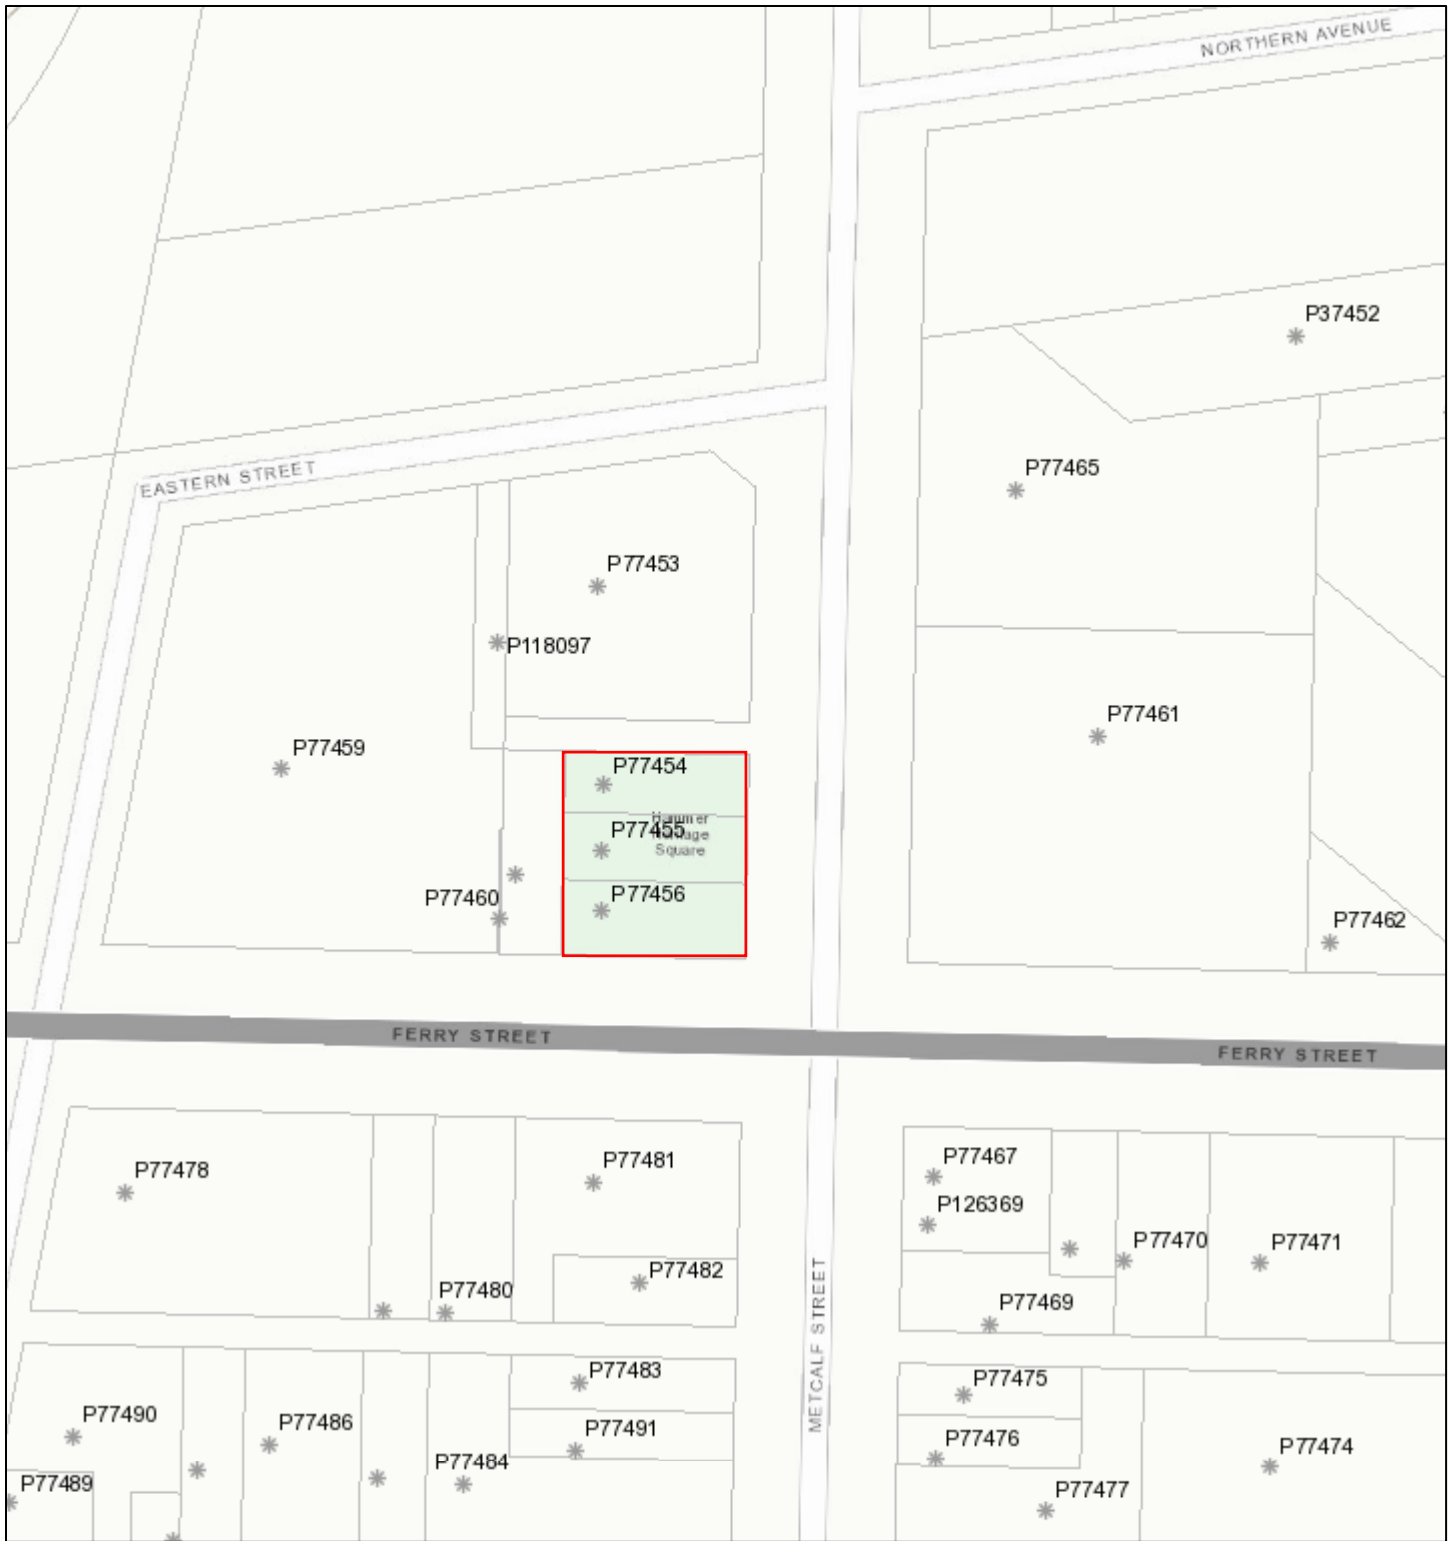 NORTHERN AVENUE
P37452
P77465
EASTERN STREET
P77453
P118097
P77461
P77459
P77454
Hammer
P77455
Heritage
Square
P77456
P77460
P77462
FERRY STREET
FERRY STREET
P77467
P77481
P77478
P126369
P77470
P77471
P77482
P77480
P77469
METCALF STREET
P77483
P77475
P77490
P77486
P77491
P77476
P77474
P77484
P77489
P77477